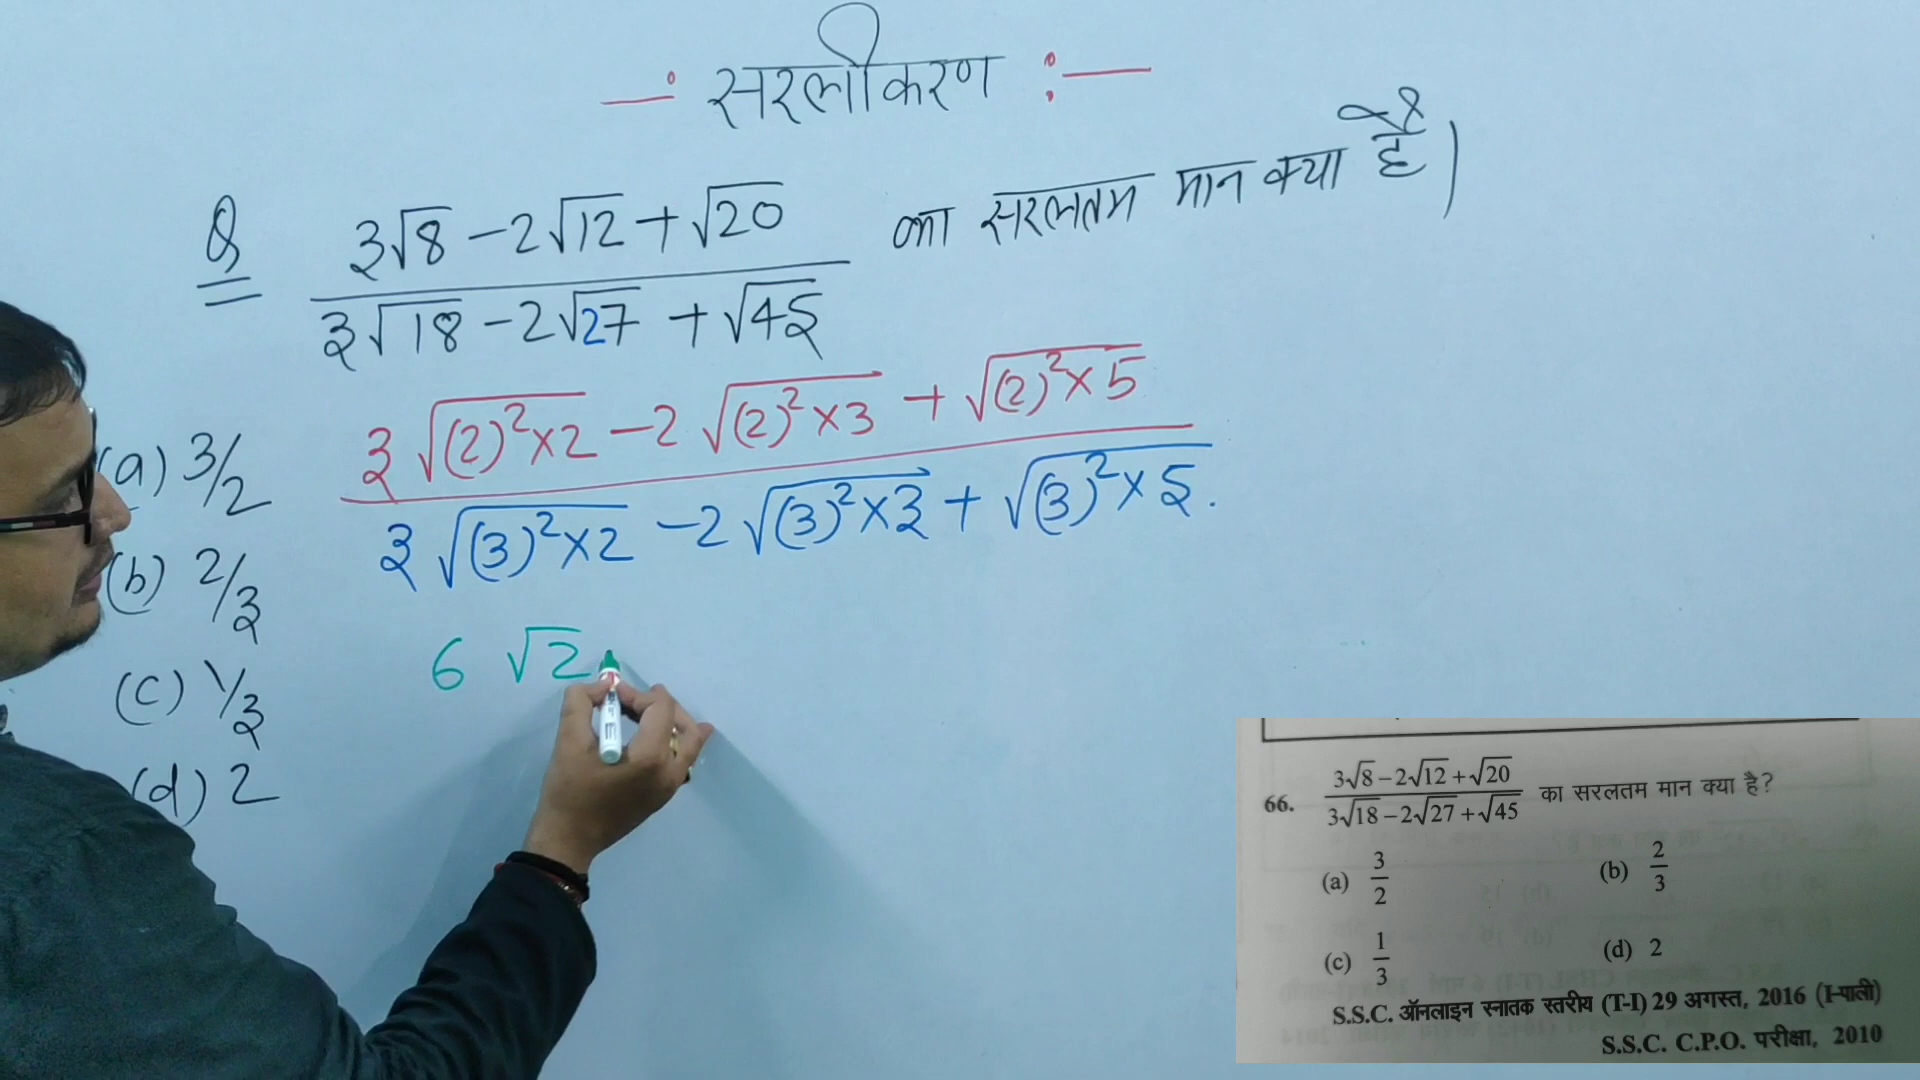 -: सरलीकरण :-
Q 3√8 - 2√12 + √20 / 3√18 - 2√27 + √45 का सरलतम मान क्या है।
3√(2)²×2 - 2√(2)²×3 + √(2)²×5
3√(3)²×2 - 2√(3)²×3 + √(3)²×5.
(a) 3/2
(b) 2/3
(c) 1/3
(d) 2
6 √2
66. 3√8 - 2√12 + √20 / 3√18 - 2√27 + √45 का सरलतम मान क्या है?
(a) 3/2 (b) 2/3
(c) 1/3 (d) 2
S.S.C. ऑनलाइन स्नातक स्तरीय (T-I) 29 अगस्त, 2016 (I-पाली)
S.S.C. C.P.O. परीक्षा, 2010